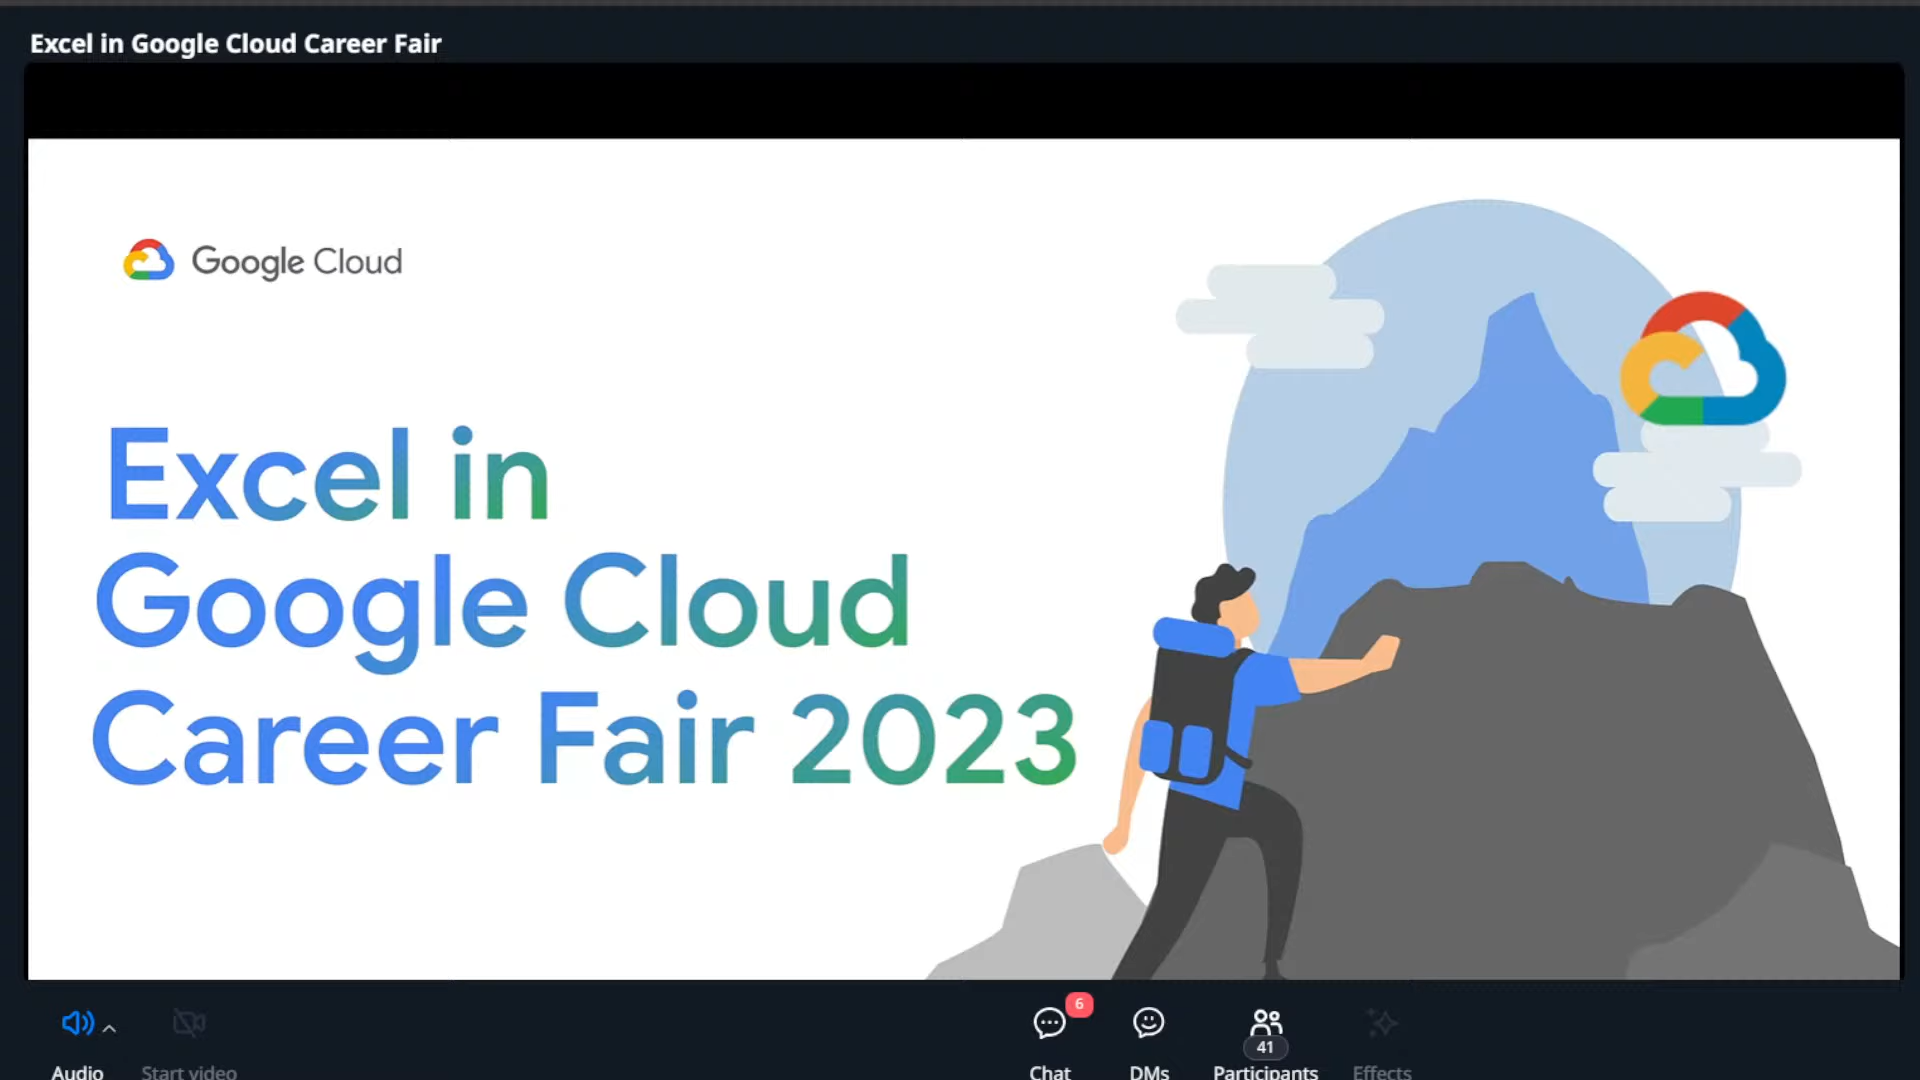 Excel in Google Cloud Career Fair
Google Cloud
Excel in
Google Cloud
Career Fair 2023
6
41
Audio
Start video
Chat
DMs
Participants
Effects